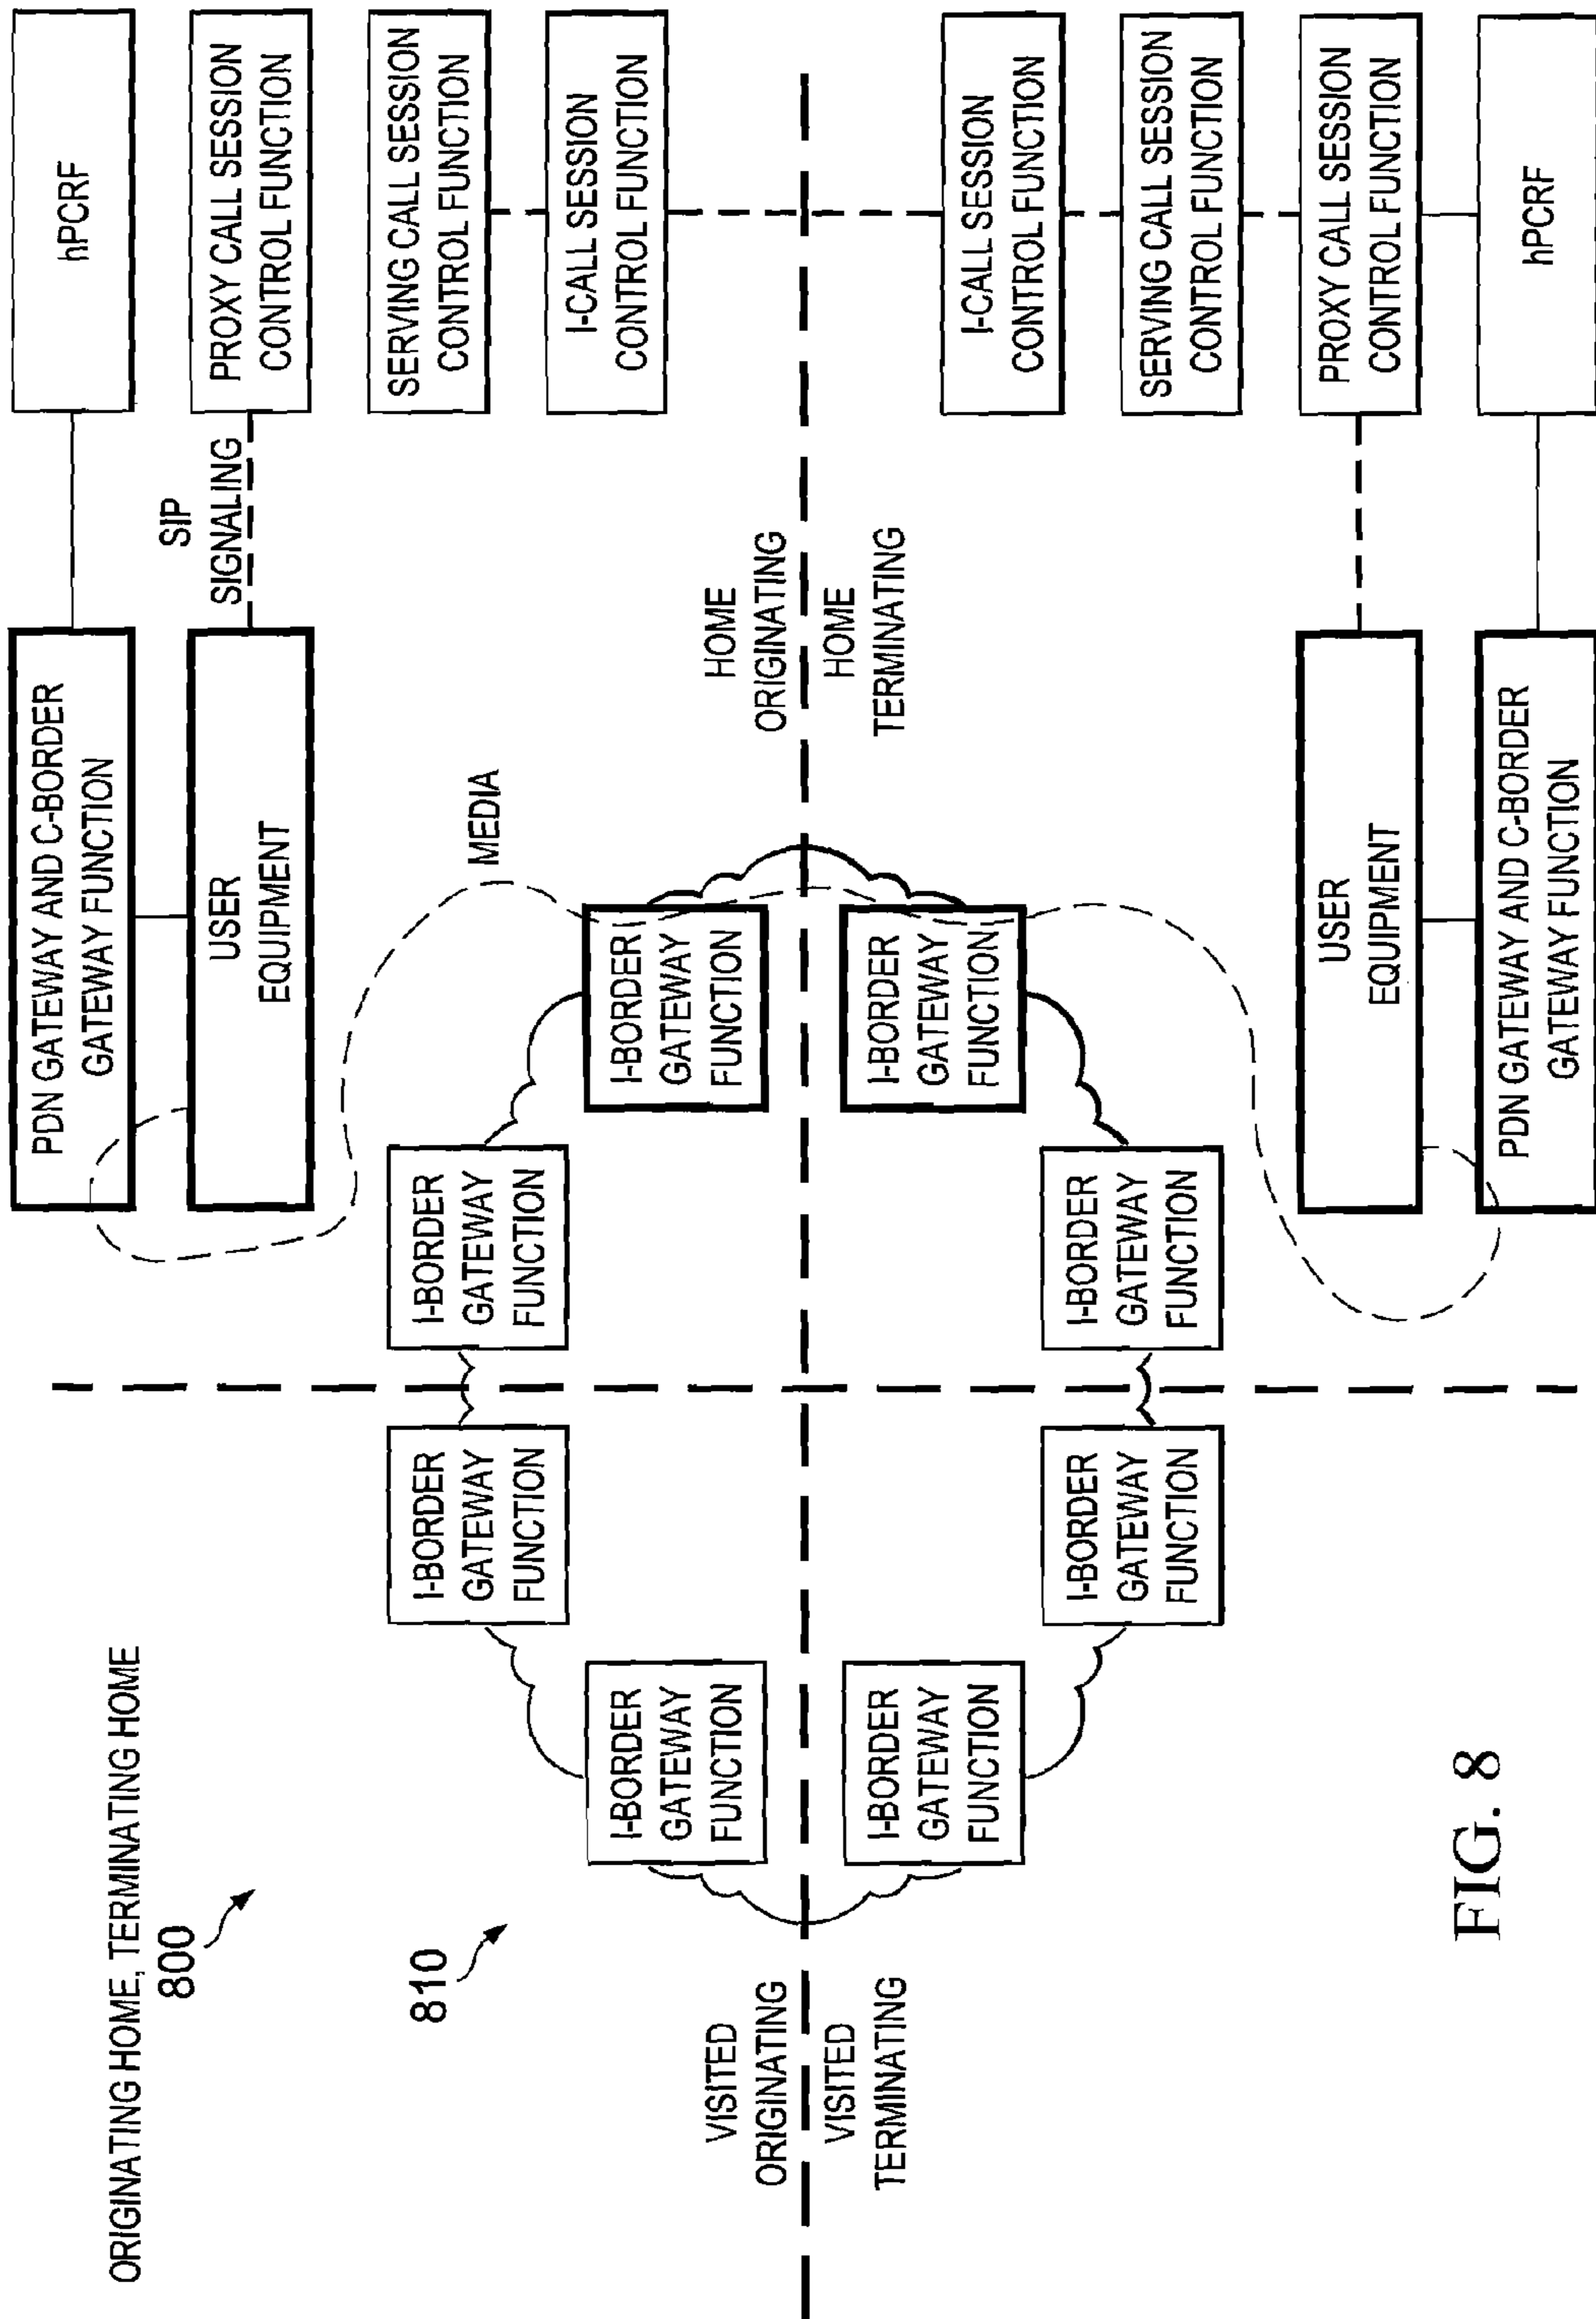 ORIGINATING HOME, TERMINATING HOME
800
810
PDN GATEWAY AND C-BORDER
GATEWAY FUNCTION
hPCRF
USER
EQUIPMENT
SIP
SIGNALING
PROXY CALL SESSION
CONTROL FUNCTION
I-BORDER
GATEWAY
FUNCTION
I-BORDER
GATEWAY
FUNCTION
MEDIA
SERVING CALL SESSION
CONTROL FUNCTION
I-BORDER
GATEWAY
FUNCTION
I-BORDER
GATEWAY
FUNCTION
I-CALL SESSION
CONTROL FUNCTION
VISITED
ORIGINATING
HOME
ORIGINATING
VISITED
TERMINATING
HOME
TERMINATING
I-BORDER
GATEWAY
FUNCTION
I-BORDER
GATEWAY
FUNCTION
I-CALL SESSION
CONTROL FUNCTION
I-BORDER
GATEWAY
FUNCTION
I-BORDER
GATEWAY
FUNCTION
SERVING CALL SESSION
CONTROL FUNCTION
USER
EQUIPMENT
PROXY CALL SESSION
CONTROL FUNCTION
PDN GATEWAY AND C-BORDER
GATEWAY FUNCTION
hPCRF
FIG. 8